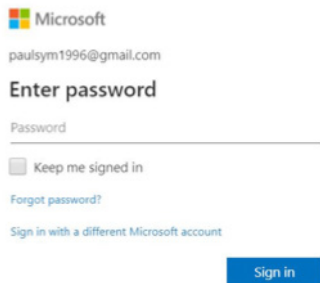 Microsoft
paulsym1996@gmail.com
Enter password
Password
Keep me signed in
Forgot password?
Sign in with a different Microsoft account
Sign in